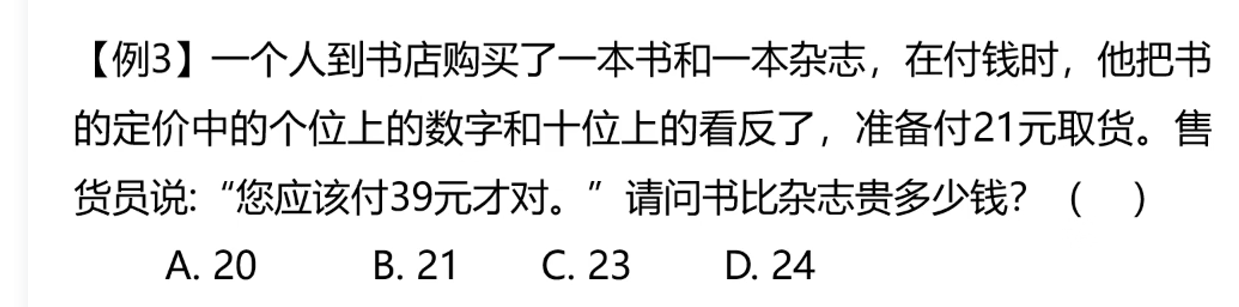 【例3】一个人到书店购买了一本书和一本杂志，在付钱时，他把书
的定价中的个位上的数字和十位上的看反了，准备付21元取货。售
货员说:“您应该付39元才对。”请问书比杂志贵多少钱？（　）
A. 20 B. 21 C. 23 D. 24